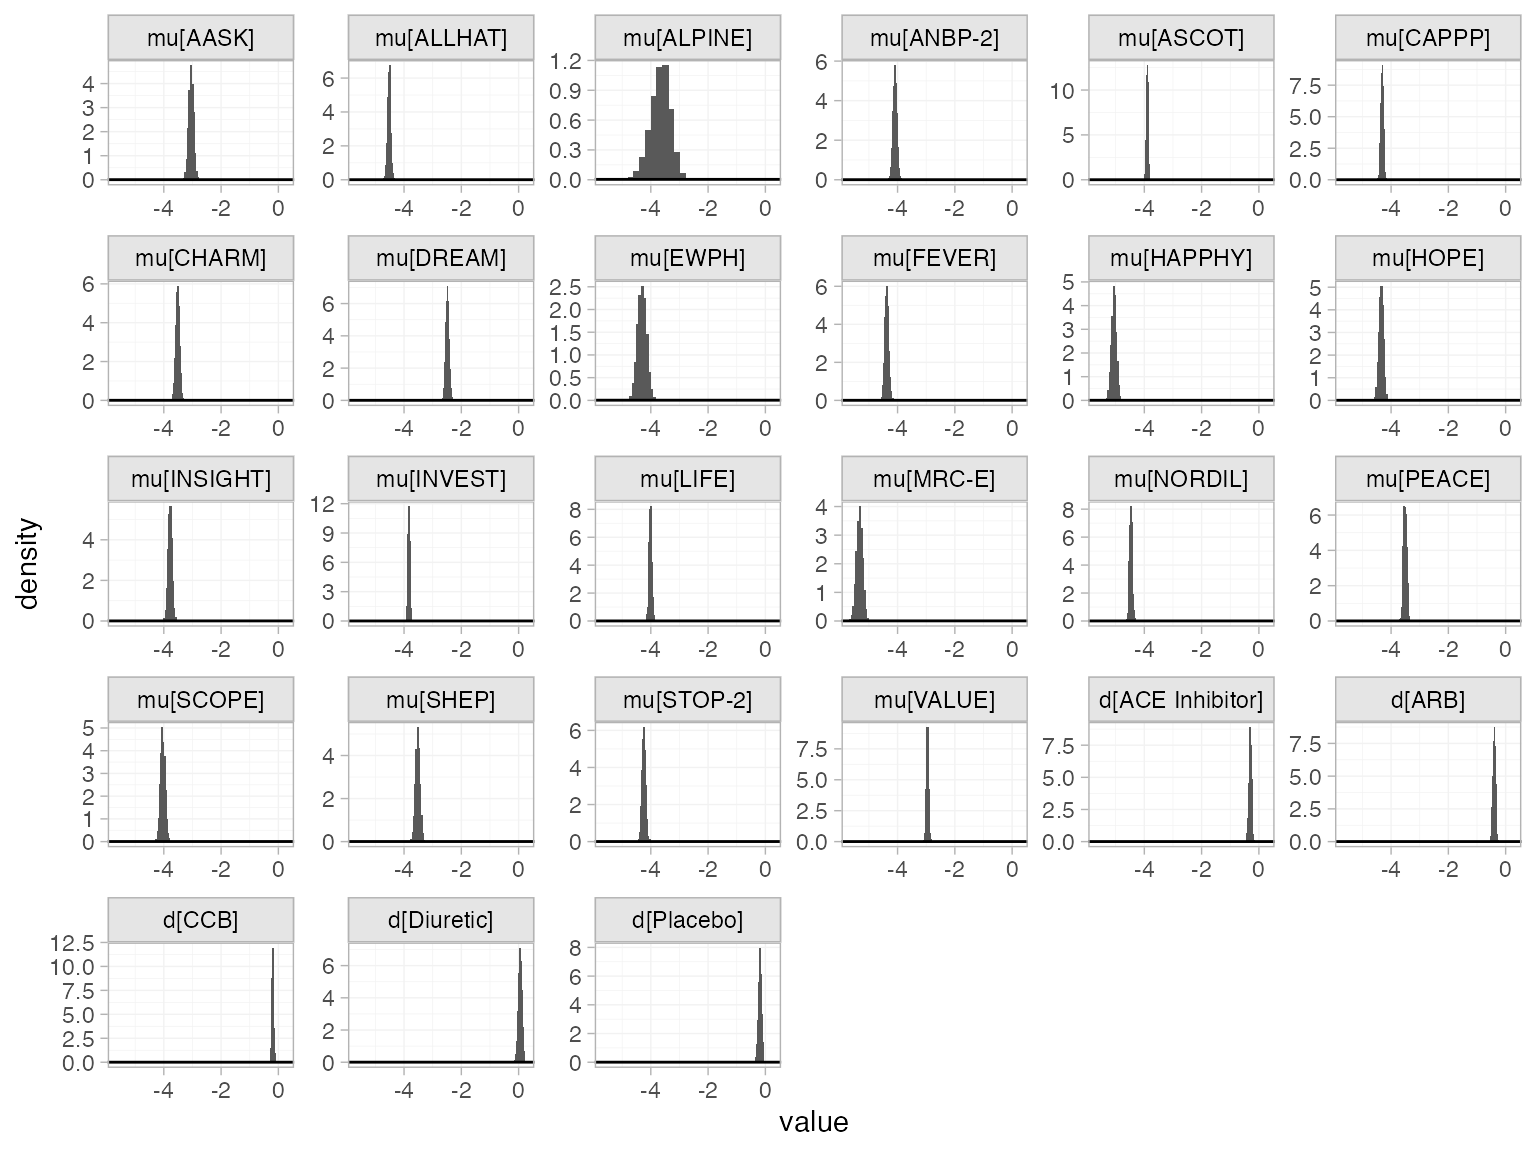 mu[AASK] mu[ALLHAT] mu[ALPINE] mu[ANBP-2] mu[ASCOT] mu[CAPPP]
4 3 2 1 0 6 4 2 0 1.2 0.9 0.6 0.3 0.0 6 4 2 0 10 5 0 7.5 5.0 2.5 0.0
-4 -2 0 -4 -2 0 -4 -2 0 -4 -2 0 -4 -2 0 -4 -2 0
mu[CHARM] mu[DREAM] mu[EWPH] mu[FEVER] mu[HAPPHY] mu[HOPE]
6 4 2 0 6 4 2 0 2.5 2.0 1.5 1.0 0.5 0.0 6 4 2 0 5 4 3 2 1 0 5 4 3 2 1 0
-4 -2 0 -4 -2 0 -4 -2 0 -4 -2 0 -4 -2 0 -4 -2 0
mu[INSIGHT] mu[INVEST] mu[LIFE] mu[MRC-E] mu[NORDIL] mu[PEACE]
4 2 0 12 9 6 3 0 8 6 4 2 0 4 3 2 1 0 8 6 4 2 0 6 4 2 0
-4 -2 0 -4 -2 0 -4 -2 0 -4 -2 0 -4 -2 0 -4 -2 0
density
mu[SCOPE] mu[SHEP] mu[STOP-2] mu[VALUE] d[ACE Inhibitor] d[ARB]
5 4 3 2 1 0 4 2 0 6 4 2 0 7.5 5.0 2.5 0.0 7.5 5.0 2.5 0.0 7.5 5.0 2.5 0.0
-4 -2 0 -4 -2 0 -4 -2 0 -4 -2 0 -4 -2 0 -4 -2 0
d[CCB] d[Diuretic] d[Placebo]
12.5 10.0 7.5 5.0 2.5 0.0 6 4 2 0 8 6 4 2 0
-4 -2 0 -4 -2 0 -4 -2 0
value